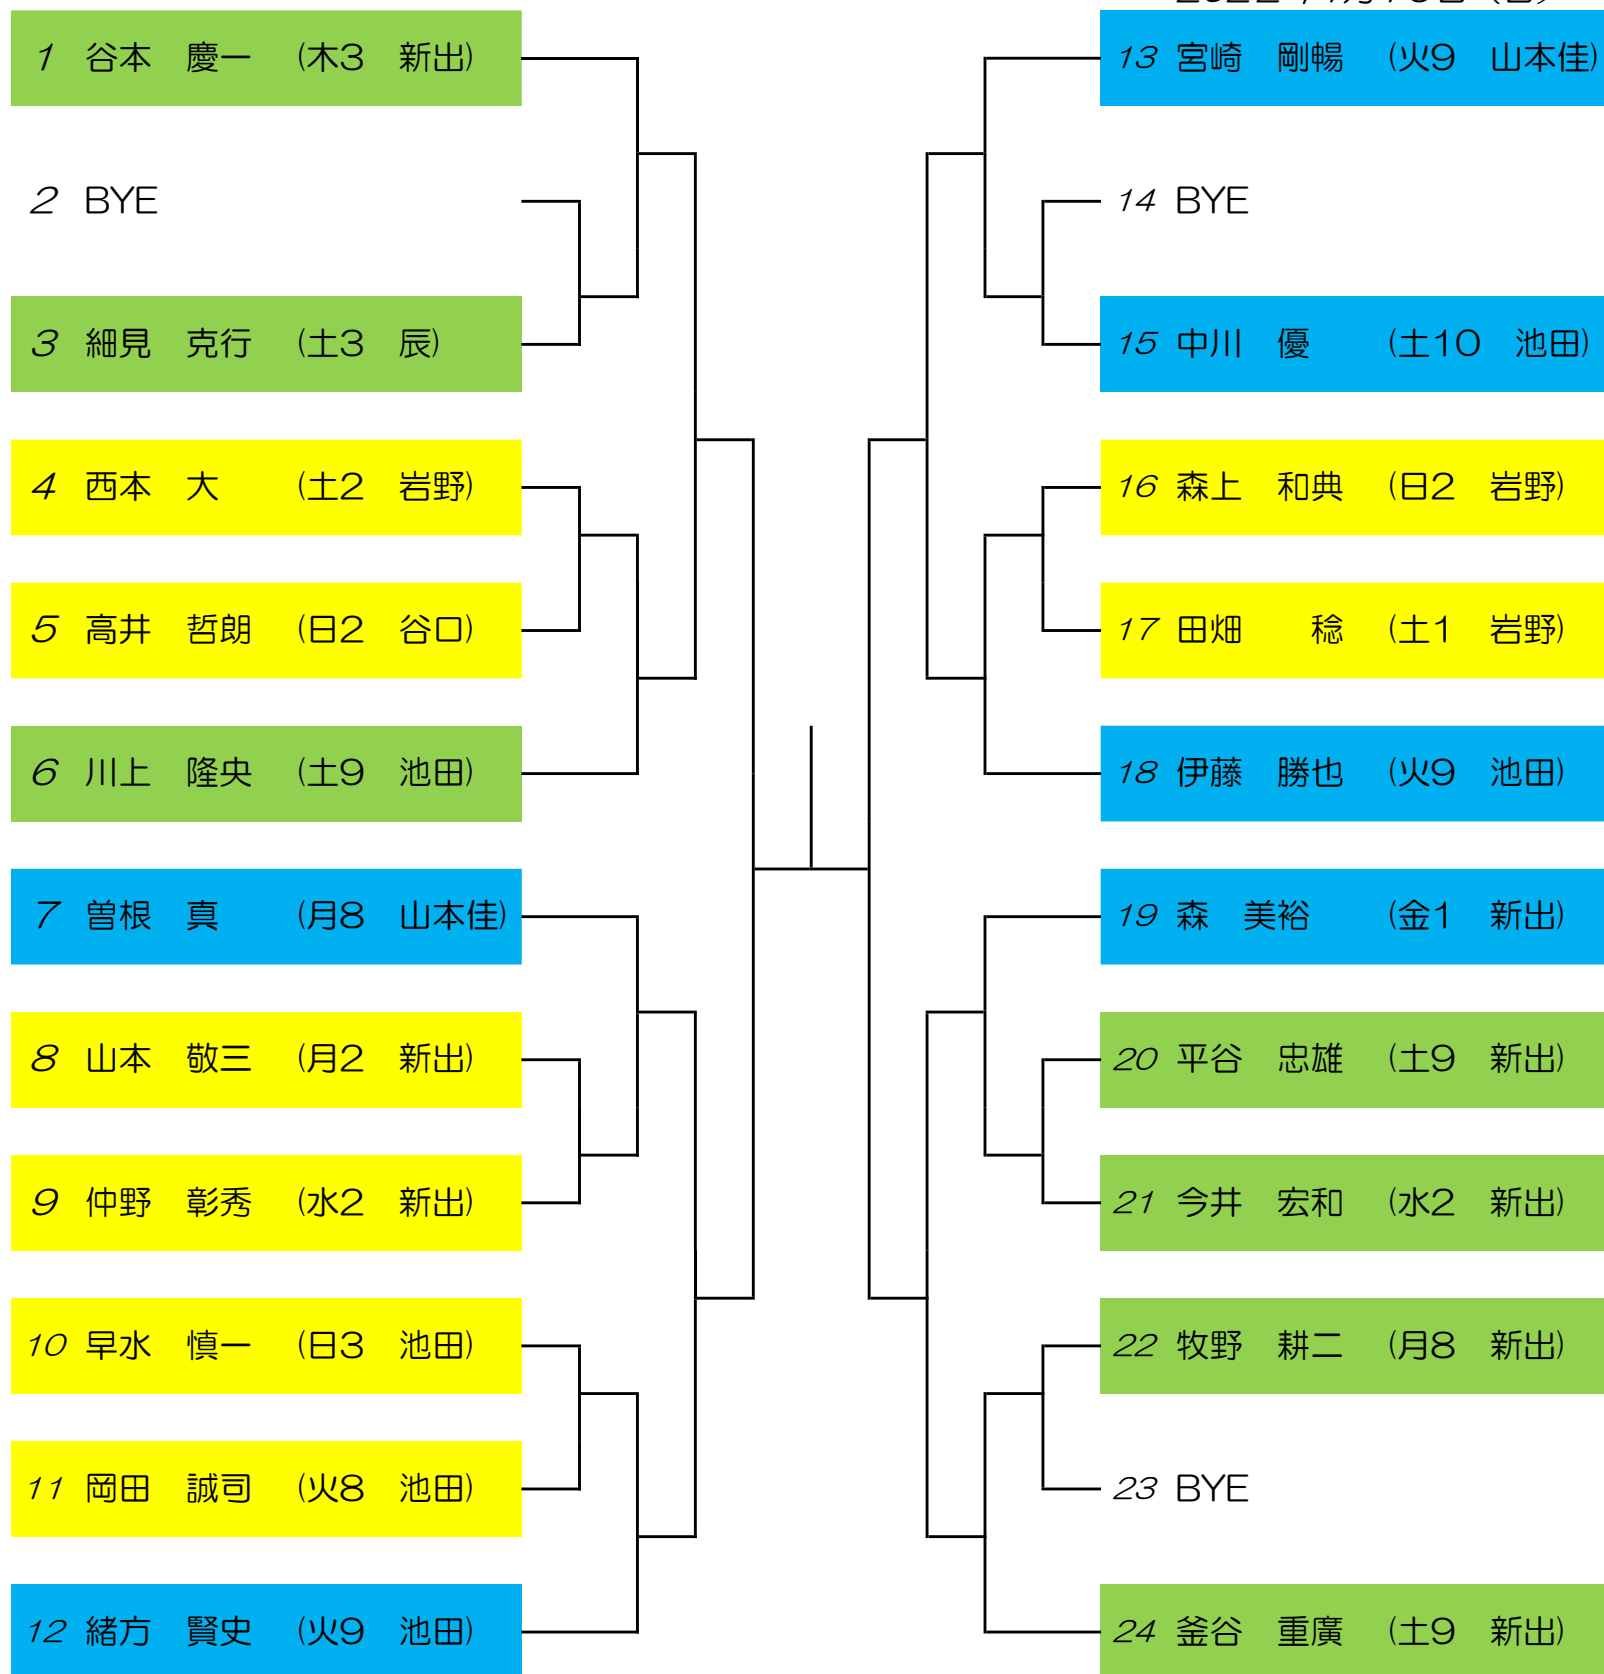 1 谷本 慶一 (木3 新出)
2 BYE
3 細見 克行 (土3 辰)
4 西本 大 (土2 岩野)
5 高井 哲朗 (日2 谷口)
6 川上 隆央 (土9 池田)
7 曽根 真 (月8 山本佳)
8 山本 敬三 (月2 新出)
9 仲野 彰秀 (水2 新出)
10 早水 慎一 (日3 池田)
11 岡田 誠司 (火8 池田)
12 緒方 賢史 (火9 池田)
13 宮崎 剛暢 (火9 山本佳)
14 BYE
15 中川 優 (土10 池田)
16 森上 和典 (日2 岩野)
17 田畑 稔 (土1 岩野)
18 伊藤 勝也 (火9 池田)
19 森 美裕 (金1 新出)
20 平谷 忠雄 (土9 新出)
21 今井 宏和 (水2 新出)
22 牧野 耕二 (月8 新出)
23 BYE
24 釜谷 重廣 (土9 新出)